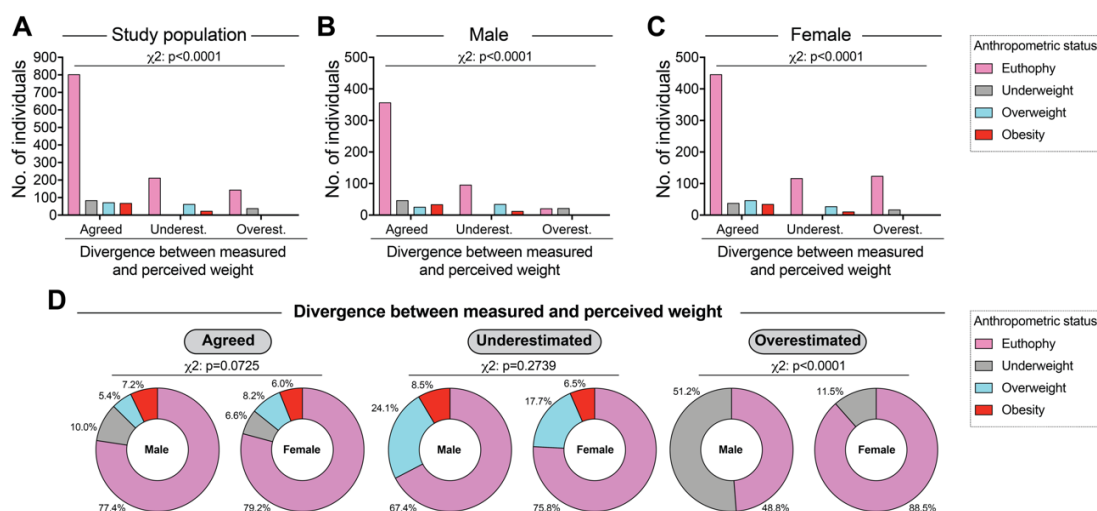 A
Study population
χ2: p<0.0001
No. of individuals
900
800
700
600
500
400
300
200
100
0
Agreed Underest. Overest.
Divergence between measured
and perceived weight
B
Male
χ2: p<0.0001
No. of individuals
500
400
300
200
100
0
Agreed Underest. Overest.
Divergence between measured
and perceived weight
C
Female
χ2: p<0.0001
No. of individuals
500
400
300
200
100
0
Agreed Underest. Overest.
Divergence between measured
and perceived weight
Anthropometric status
Euthophy
Underweight
Overweight
Obesity
D
Divergence between measured and perceived weight
Agreed
χ2: p=0.0725
7.2%
5.4%
10.0%
Male
77.4%
6.0%
8.2%
6.6%
Female
79.2%
Underestimated
χ2: p=0.2739
8.5%
24.1%
Male
67.4%
6.5%
17.7%
Female
75.8%
Overestimated
χ2: p<0.0001
51.2%
Male
48.8%
11.5%
Female
88.5%
Anthropometric status
Euthophy
Underweight
Overweight
Obesity